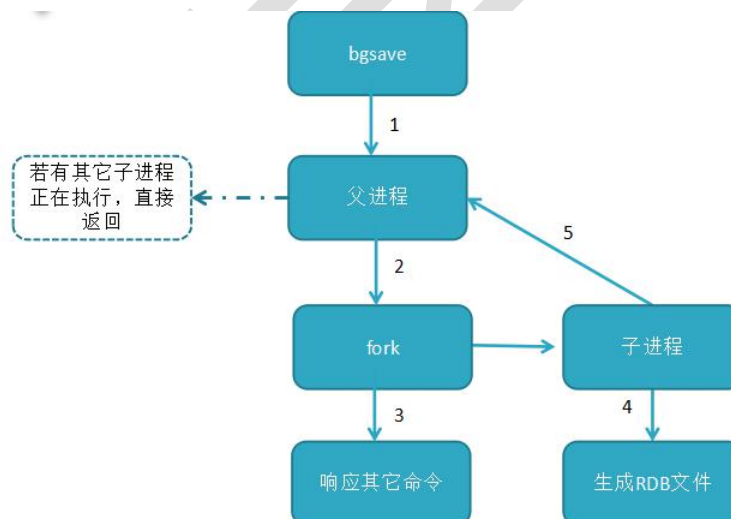 bgsave
1
若有其它子进程
正在执行，直接
返回
父进程
5
2
fork
子进程
3
4
响应其它命令
生成RDB文件